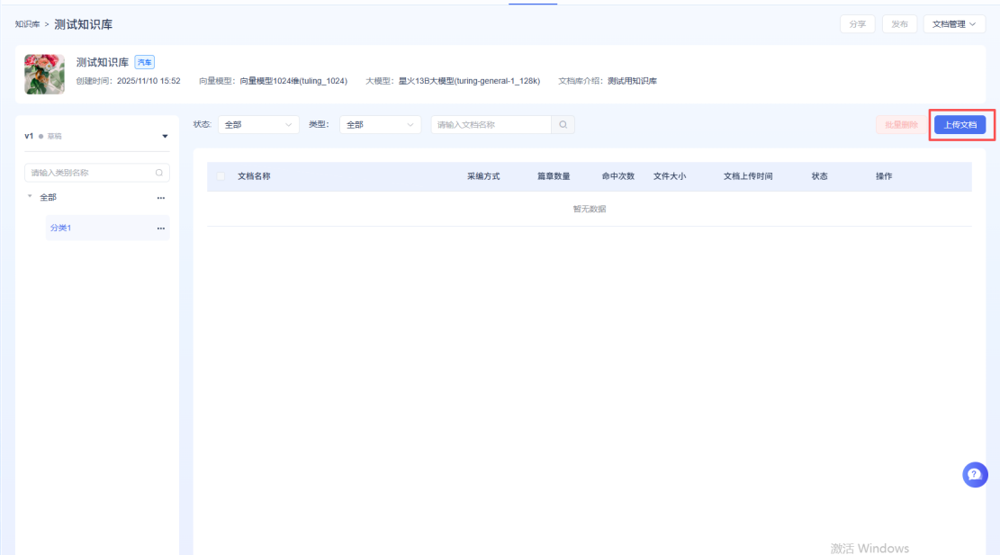 知识库 > 测试知识库 分享 发布 文档管理
测试知识库 汽车
创建时间：2025/11/10 15:52 向量模型：向量模型1024维(tuling_1024) 大模型：星火13B大模型(turing-general-1_128k) 文档库介绍：测试用知识库
v1 草稿
状态: 全部 类型: 全部 请输入文档名称 批量删除 上传文档
请输入类别名称
全部 ...
分类1 ...
文档名称 采编方式 篇章数量 命中次数 文件大小 文档上传时间 状态 操作
暂无数据
激活 Windows